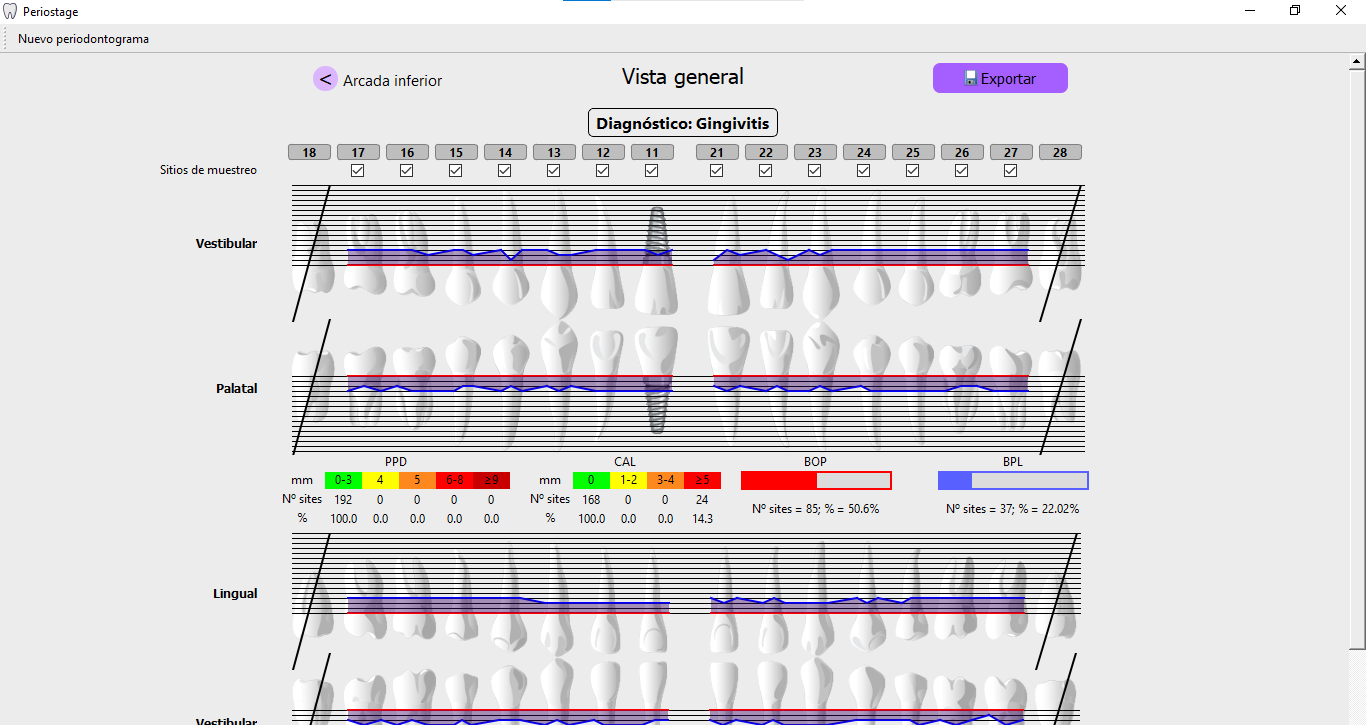 Periostage
Nuevo periodontograma
< Arcada inferior
Vista general
Exportar
Diagnóstico: Gingivitis
18 17 16 15 14 13 12 11 21 22 23 24 25 26 27 28
Sitios de muestreo
Vestibular
Palatal
PPD CAL BOP BPL
mm 0-3 4 5 6-8 ≥9 mm 0 1-2 3-4 ≥5
Nº sites 192 0 0 0 0 Nº sites 168 0 0 24
% 100.0 0.0 0.0 0.0 0.0 % 100.0 0.0 0.0 14.3
Nº sites = 85; % = 50.6% Nº sites = 37; % = 22.02%
Lingual
Vestibular